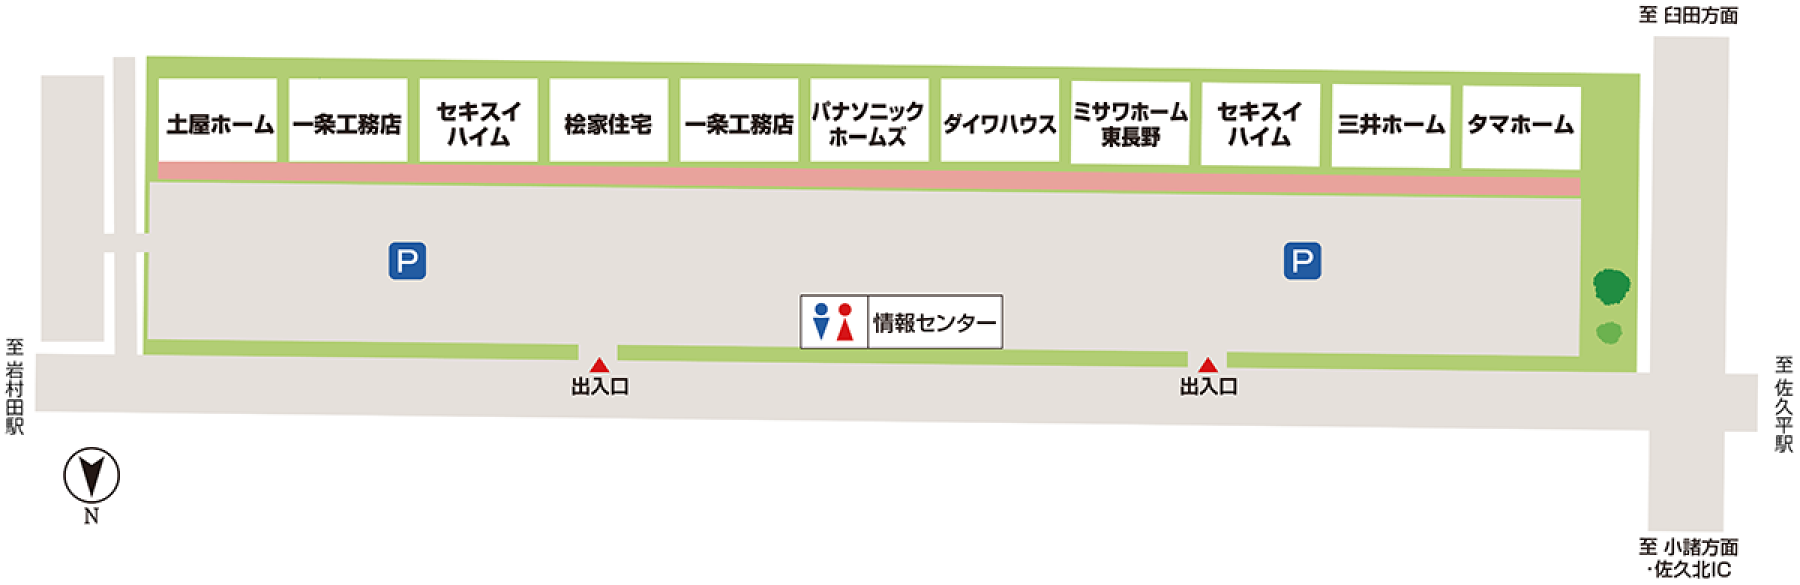 至 臼田方面
土屋ホーム
一条工務店
セキスイ
ハイム
桧家住宅
一条工務店
パナソニック
ホームズ
ダイワハウス
ミサワホーム
東長野
セキスイ
ハイム
三井ホーム
タマホーム
P
P
情報センター
出入口
出入口
至 岩村田駅
至 佐久平駅
N
至 小諸方面
・佐久北IC